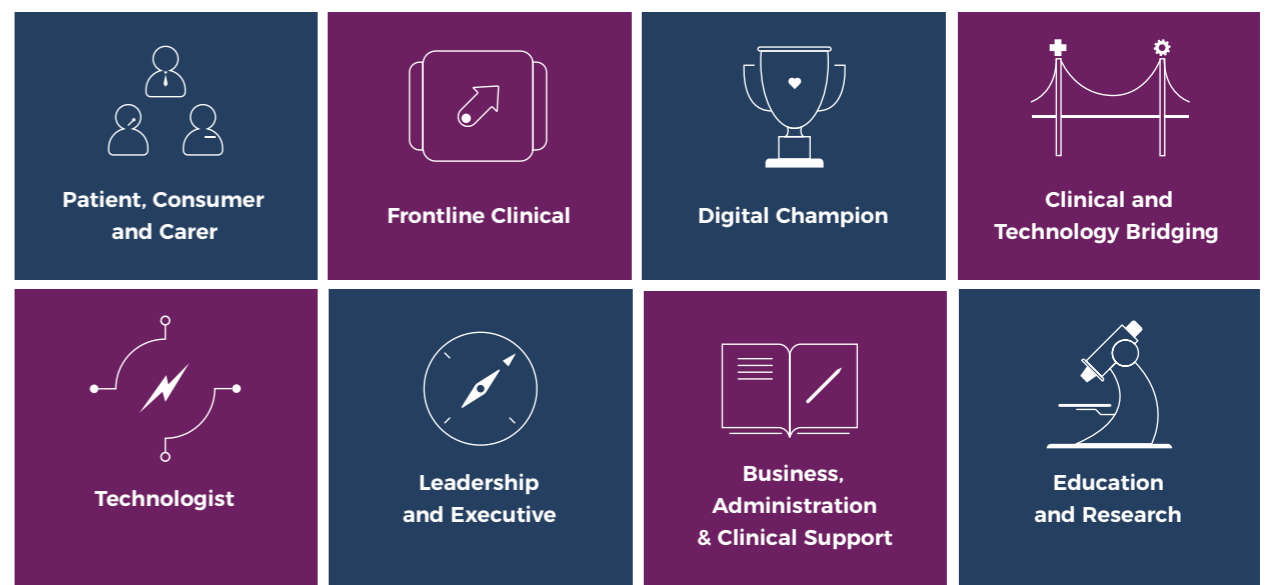 Patient, Consumer
and Carer
Frontline Clinical
Digital Champion
Clinical and
Technology Bridging
Technologist
Leadership
and Executive
Business,
Administration
& Clinical Support
Education
and Research